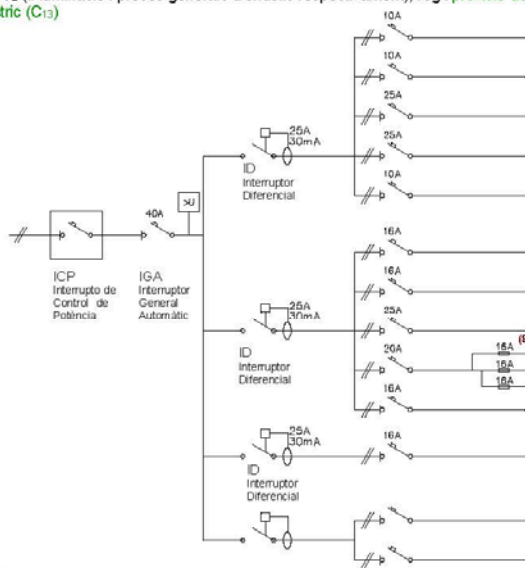 tric (C13)
10A
10A
25A
25A
10A
25A
30mA
ID
Interruptor
Diferencial
>U
40A
ICP
Interrupto de
Control de
Potència
IGA
Interruptor
General
Automàtic
16A
16A
25A
20A
16A
25A
30mA
ID
Interruptor
Diferencial
16A
16A
16A
25A
30mA
16A
ID
Interruptor
Diferencial